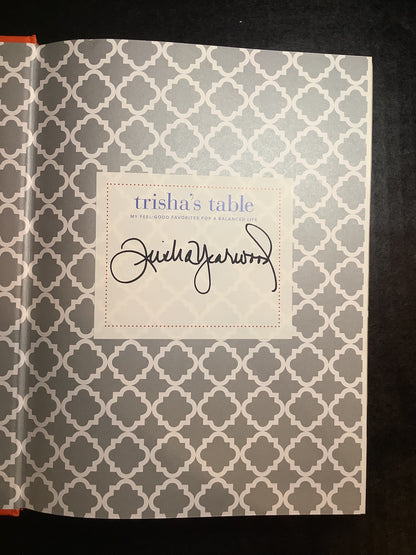 trisha's table
MY FEEL-GOOD FAVORITES FOR A BALANCED LIFE
Trisha Yearwood